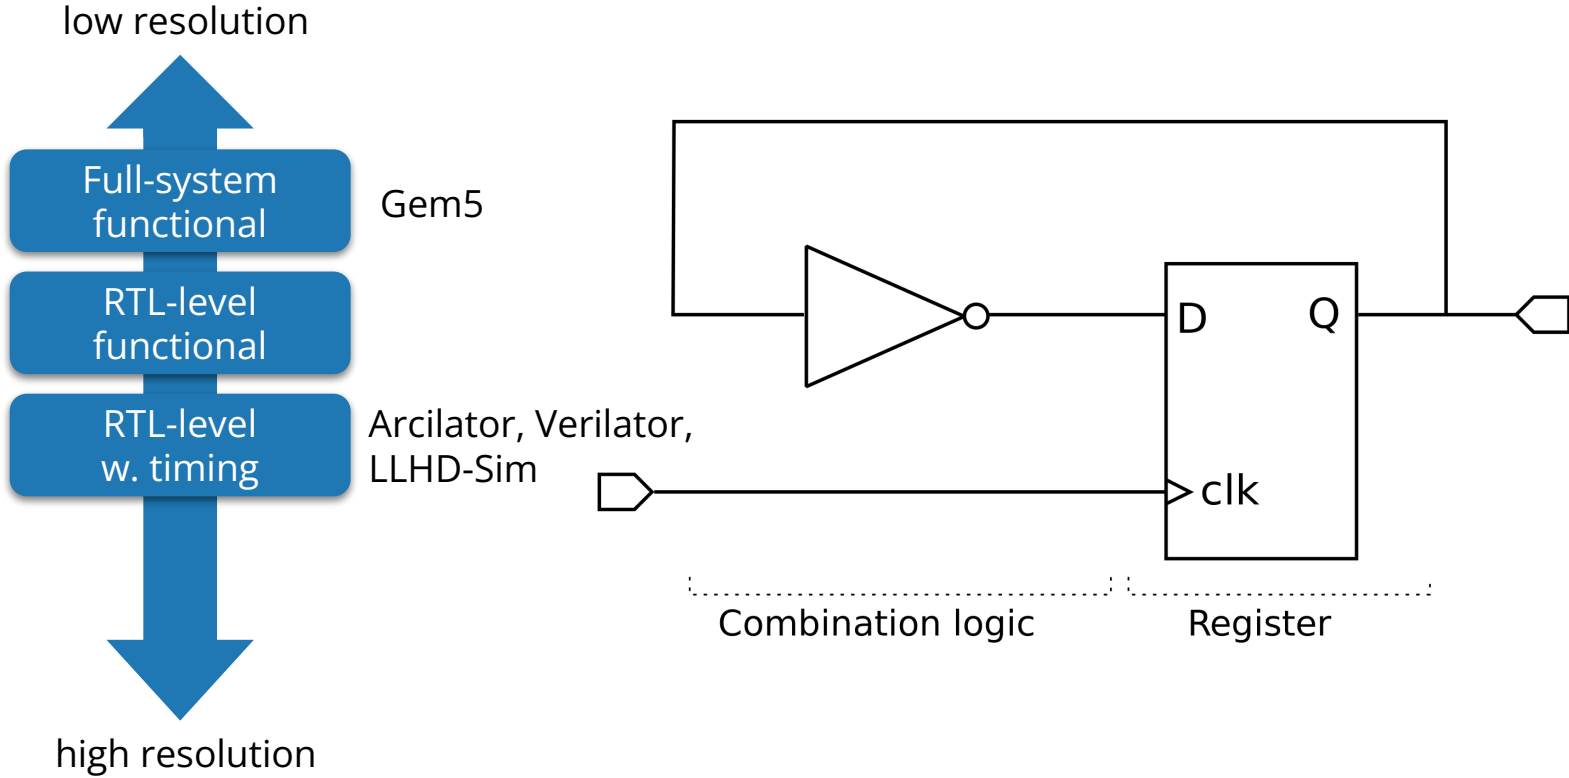 low resolution
Full-system
functional
Gem5
RTL-level
functional
RTL-level
w. timing
Arcilator, Verilator,
LLHD-Sim
high resolution
D
Q
clk
Combination logic
Register